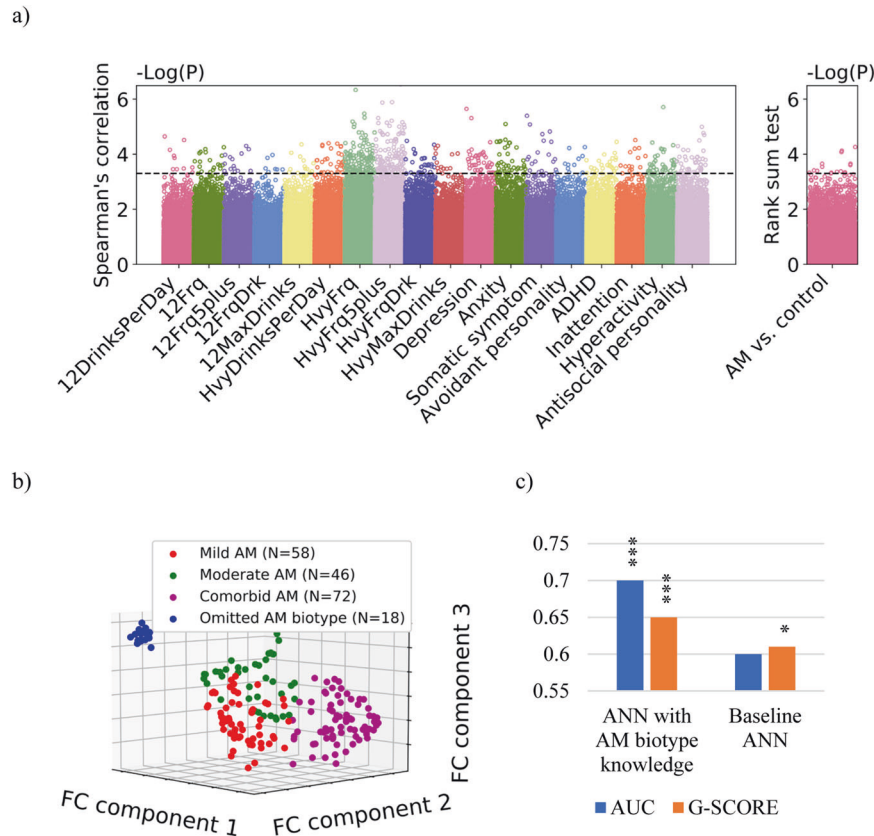 a)
-Log(P)
-Log(P)
Spearman's correlation
6
4
2
0
Rank sum test
6
4
2
0
12DrinksPerDay
12Frq
12Frq5plus
12FrqDrk
12MaxDrinks
HvyDrinksPerDay
HvyFrq
HvyFrq5plus
HvyFrqDrk
HvyMaxDrinks
Depression
Anxity
Somatic symptom
Avoidant personality
ADHD
Inattention
Hyperactivity
Antisocial personality
AM vs. control
b)
Mild AM (N=58)
Moderate AM (N=46)
Comorbid AM (N=72)
Omitted AM biotype (N=18)
FC component 1
FC component 2
FC component 3
c)
0.75
0.7
0.65
0.6
0.55
***
***
*
ANN with
AM biotype
knowledge
Baseline
ANN
AUC
G-SCORE